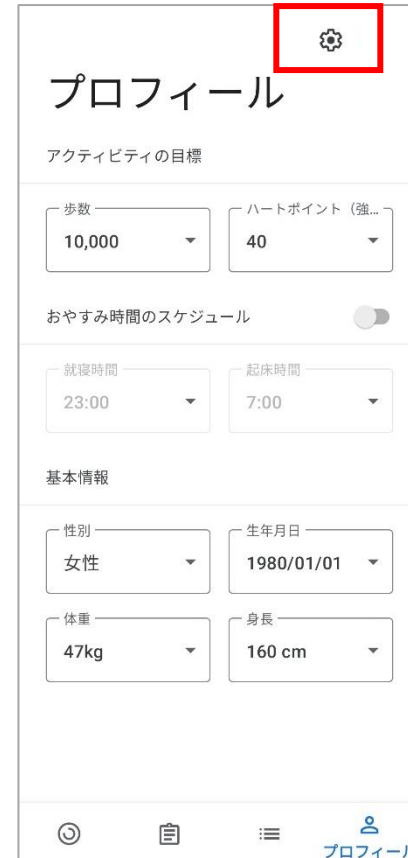 プロフィール
アクティビティの目標
歩数
ハートポイント（強...
10,000
40
おやすみ時間のスケジュール
就寝時間
起床時間
23:00
7:00
基本情報
性別
生年月日
女性
1980/01/01
体重
身長
47kg
160 cm
プロフィール